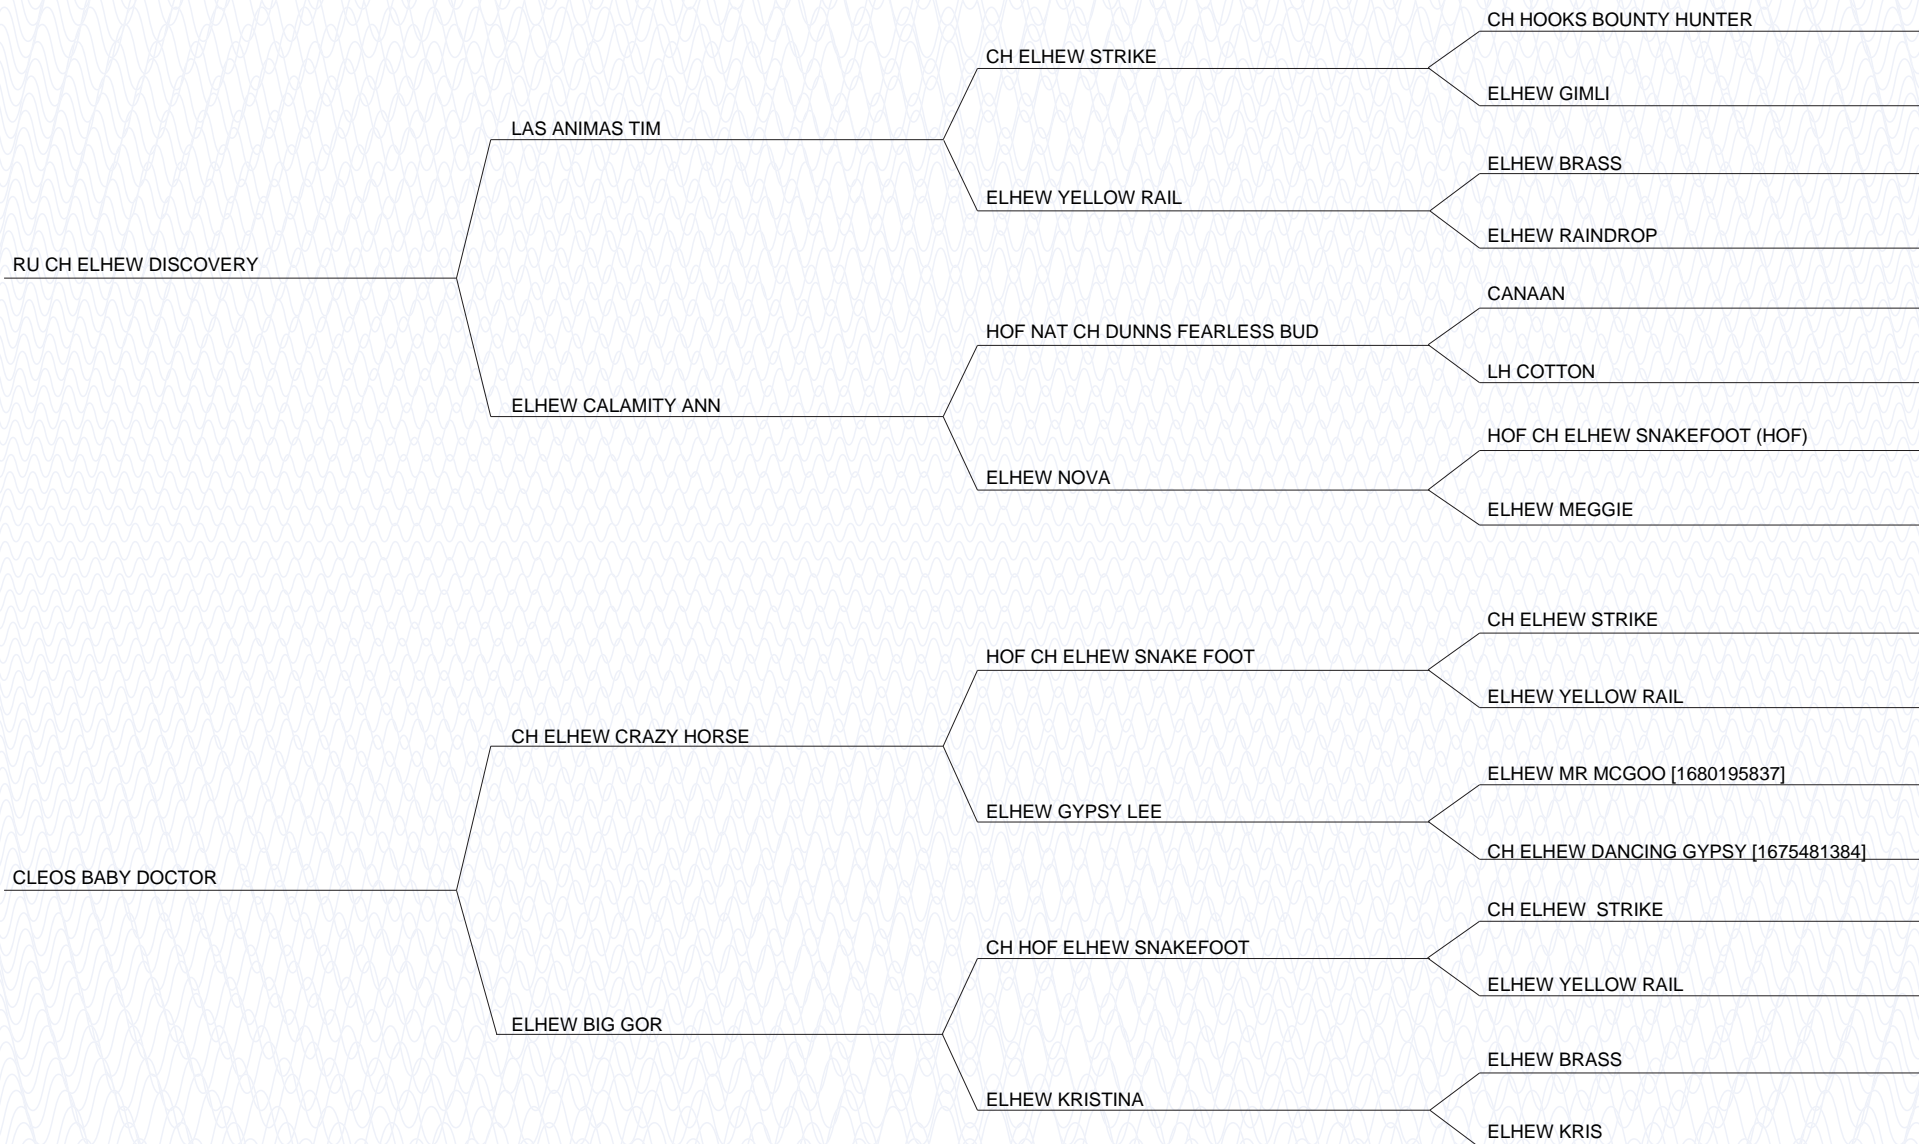 CH HOOKS BOUNTY HUNTER
CH ELHEW STRIKE
ELHEW GIMLI
LAS ANIMAS TIM
ELHEW BRASS
ELHEW YELLOW RAIL
ELHEW RAINDROP
RU CH ELHEW DISCOVERY
CANAAN
HOF NAT CH DUNNS FEARLESS BUD
LH COTTON
ELHEW CALAMITY ANN
HOF CH ELHEW SNAKEFOOT (HOF)
ELHEW NOVA
ELHEW MEGGIE
CH ELHEW STRIKE
HOF CH ELHEW SNAKE FOOT
ELHEW YELLOW RAIL
CH ELHEW CRAZY HORSE
ELHEW MR MCGOO [1680195837]
ELHEW GYPSY LEE
CH ELHEW DANCING GYPSY [1675481384]
CLEOS BABY DOCTOR
CH ELHEW  STRIKE
CH HOF ELHEW SNAKEFOOT
ELHEW YELLOW RAIL
ELHEW BIG GOR
ELHEW BRASS
ELHEW KRISTINA
ELHEW KRIS